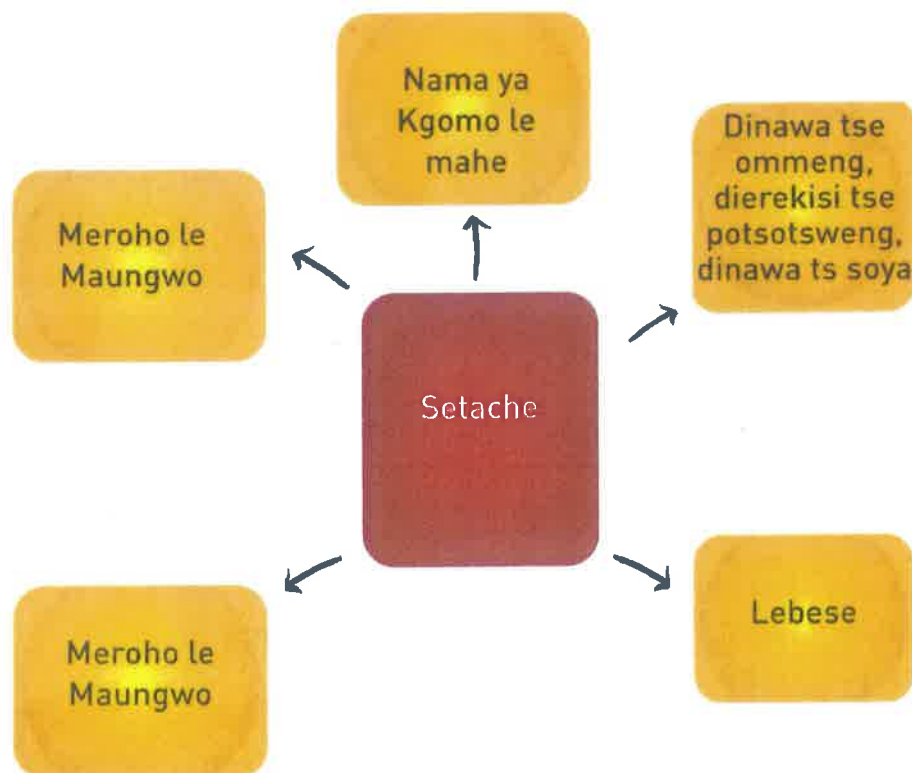 Nama ya
Kgomo le
mahe
Dinawa tse
ommeng,
dierekisi tse
potsotsweng,
dinawa ts soya
Meroho le
Maungwo
Setache
Meroho le
Maungwo
Lebese